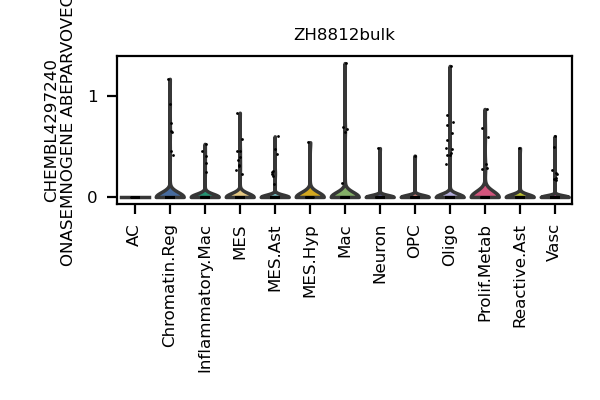 ZH8812bulk
CHEMBL4297240
ONASEMNOGENE ABEPARVOVEC
1
0
AC
Chromatin.Reg
Inflammatory.Mac
MES
MES.Ast
MES.Hyp
Mac
Neuron
OPC
Oligo
Prolif.Metab
Reactive.Ast
Vasc